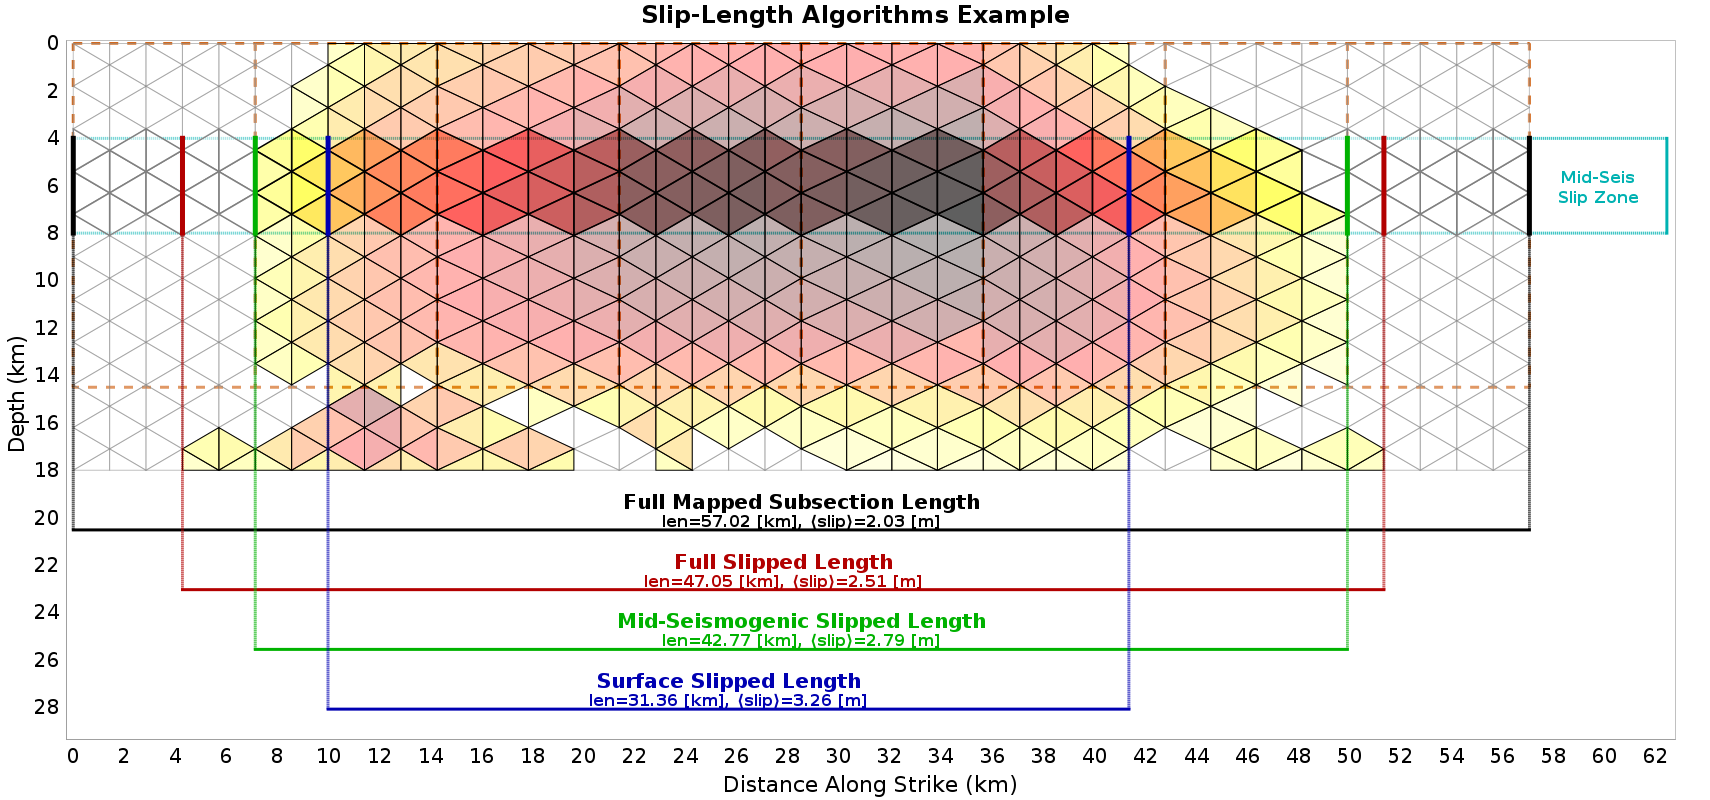 Slip-Length Algorithms Example
0
2
4
6
8
10
12
14
16
18
20
22
24
26
28
Depth (km)
Mid-Seis
Slip Zone
Full Mapped Subsection Length
len=57.02 [km], ⟨slip⟩=2.03 [m]
Full Slipped Length
len=47.05 [km], ⟨slip⟩=2.51 [m]
Mid-Seismogenic Slipped Length
len=42.77 [km], ⟨slip⟩=2.79 [m]
Surface Slipped Length
len=31.36 [km], ⟨slip⟩=3.26 [m]
0 2 4 6 8 10 12 14 16 18 20 22 24 26 28 30 32 34 36 38 40 42 44 46 48 50 52 54 56 58 60 62
Distance Along Strike (km)